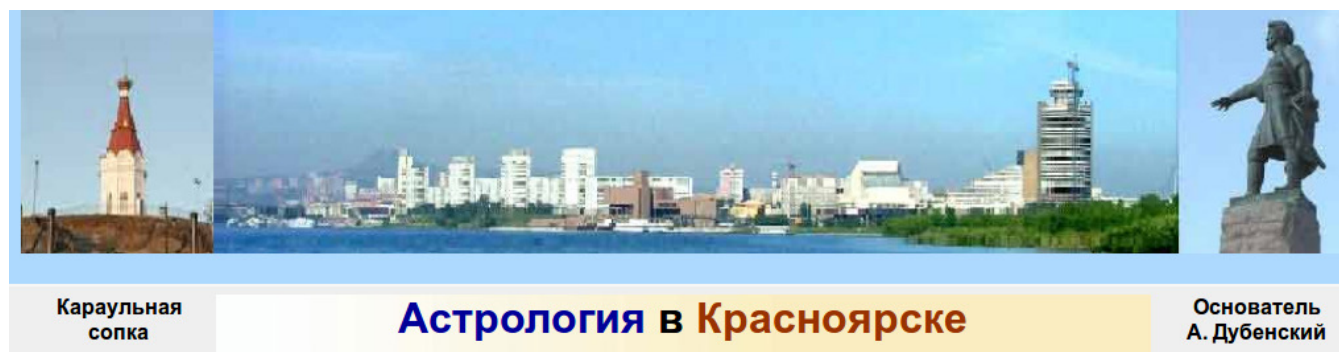 Караульная
сопка
Астрология в Красноярске
Основатель
А. Дубенский